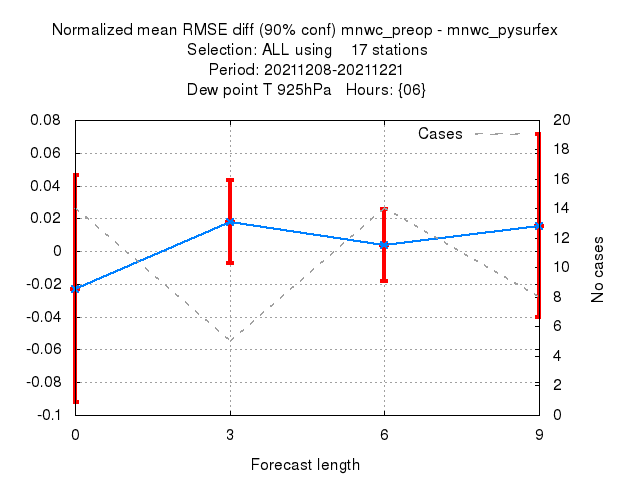 Normalized mean RMSE diff (90% conf) mnwc_preop - mnwc_pysurfex
Selection: ALL using 17 stations
Period: 20211208-20211221
Dew point T 925hPa Hours: {06}
Cases
0.08
0.06
0.04
0.02
0
-0.02
-0.04
-0.06
-0.08
-0.1
20
18
16
14
12
10
8
6
4
2
0
No cases
0 3 6 9
Forecast length